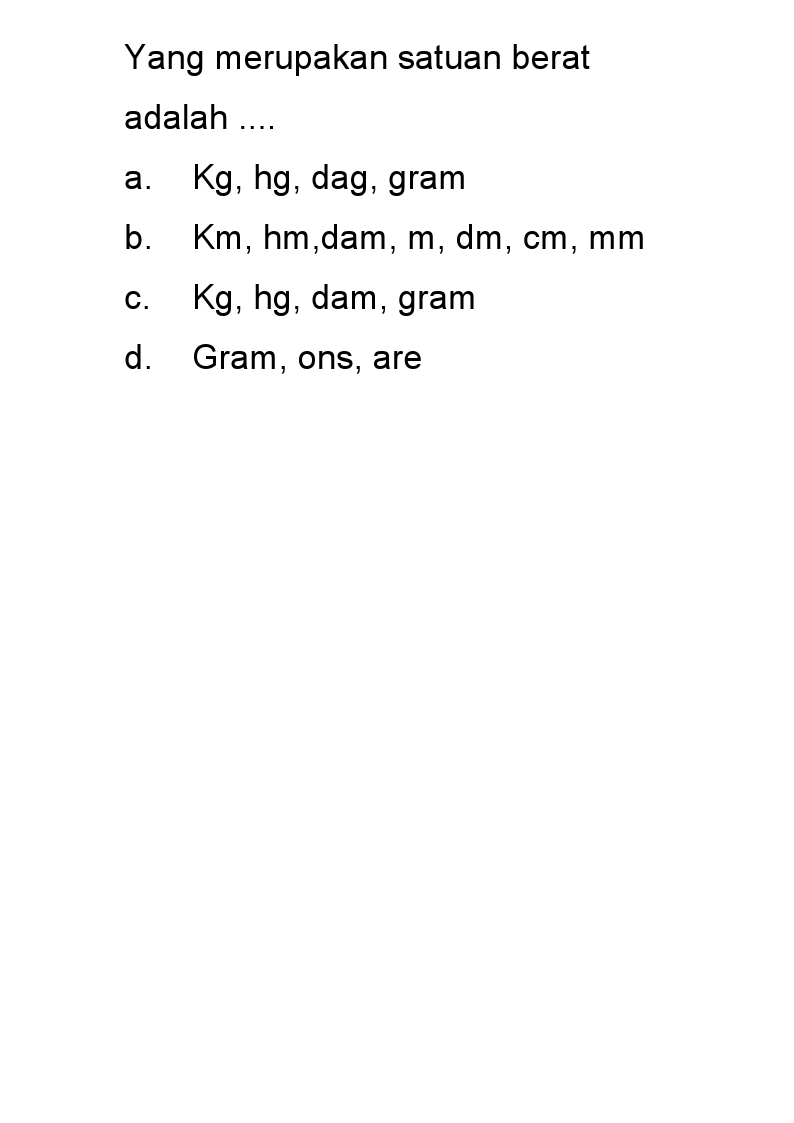 Yang merupakan satuan berat
adalah ....
a. Kg, hg, dag, gram
b. Km, hm,dam, m, dm, cm, mm
c. Kg, hg, dam, gram
d. Gram, ons, are